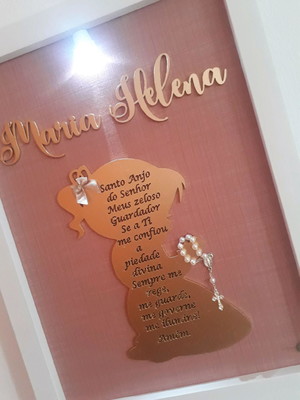 Maria Helena
Santo Anjo
do Senhor
Meus zeloso
Guardador
Se a Ti
me confiou
a
piedade
divina
Sempre me
rege,
me guarde,
me governe
me ilumine!
Amém.